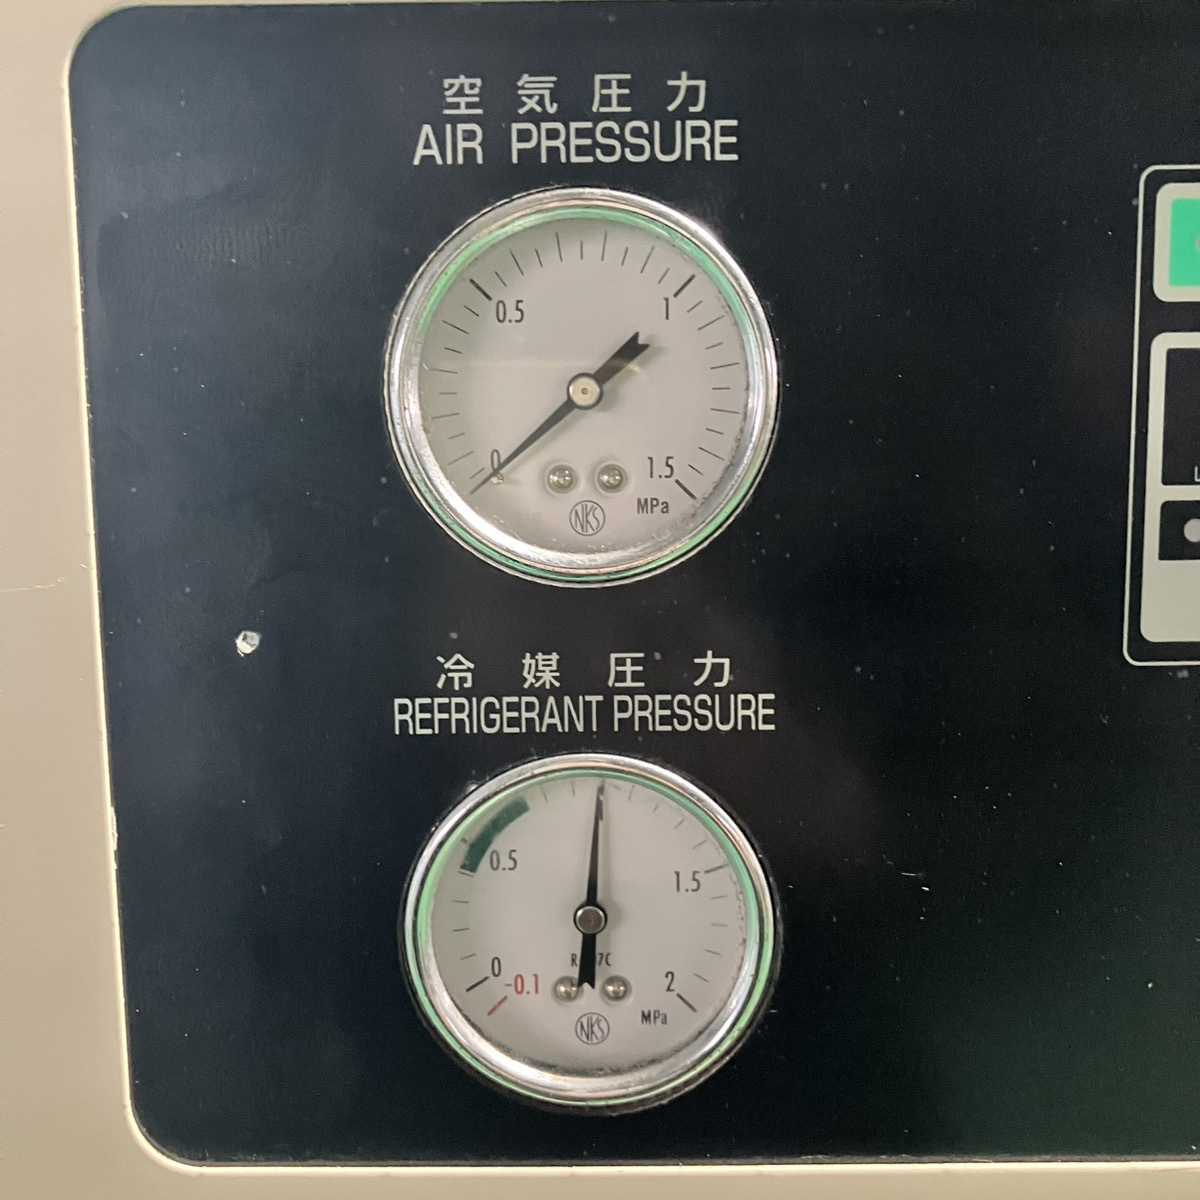 空気圧力
AIR PRESSURE
0.5
1
0
1.5
MPa
NKS
冷媒圧力
REFRIGERANT PRESSURE
0.5
1.5
0
-0.1
2
MPa
NKS